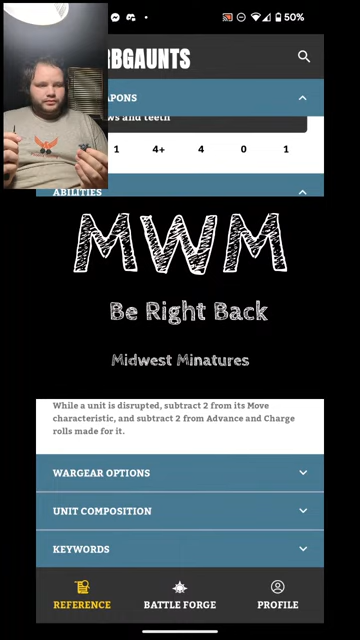 50%
RBGAUNTS
APONS
ws and teeth
1 4+ 4 0 1
ABILITIES
MWM
Be Right Back
Midwest Minatures
While a unit is disrupted, subtract 2 from its Move
characteristic, and subtract 2 from Advance and Charge
rolls made for it.
WARGEAR OPTIONS
UNIT COMPOSITION
KEYWORDS
REFERENCE BATTLE FORGE PROFILE